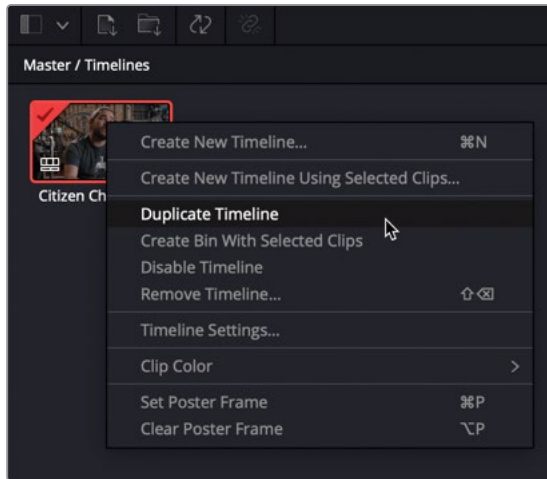 Master / Timelines
Citizen Ch
Create New Timeline... ⌘N
Create New Timeline Using Selected Clips...
Duplicate Timeline
Create Bin With Selected Clips
Disable Timeline
Remove Timeline... ⇧⌫
Timeline Settings...
Clip Color >
Set Poster Frame ⌘P
Clear Poster Frame ⌥P